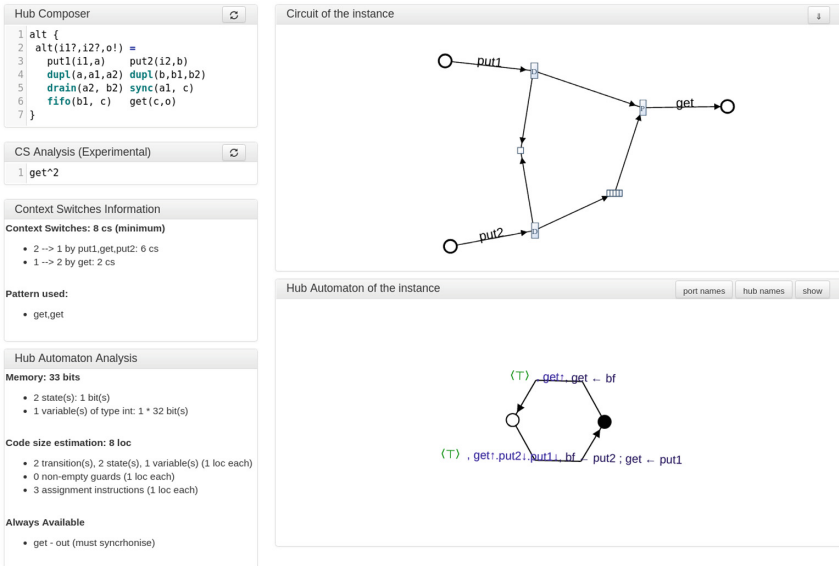 Hub Composer
1 alt {
2 alt(i1?,i2?,o!) =
3 put1(i1,a) put2(i2,b)
4 dupl(a,a1,a2) dupl(b,b1,b2)
5 drain(a2, b2) sync(a1, c)
6 fifo(b1, c) get(c,o)
7 }
CS Analysis (Experimental)
1 get^2
Context Switches Information
Context Switches: 8 cs (minimum)
• 2 --> 1 by put1,get,put2: 6 cs
• 1 --> 2 by get: 2 cs
Pattern used:
• get,get
Hub Automaton Analysis
Memory: 33 bits
• 2 state(s): 1 bit(s)
• 1 variable(s) of type int: 1 * 32 bit(s)
Code size estimation: 8 loc
• 2 transition(s), 2 state(s), 1 variable(s) (1 loc each)
• 0 non-empty guards (1 loc each)
• 3 assignment instructions (1 loc each)
Always Available
• get - out (must syncrhonise)
Circuit of the instance
⇓
put1
D
get
P
put2
D
Hub Automaton of the instance
port names hub names show
⟨⊤⟩ , get↑, get ← bf
⟨⊤⟩ , get↑.put2↓.put1↓, bf ← put2 ; get ← put1